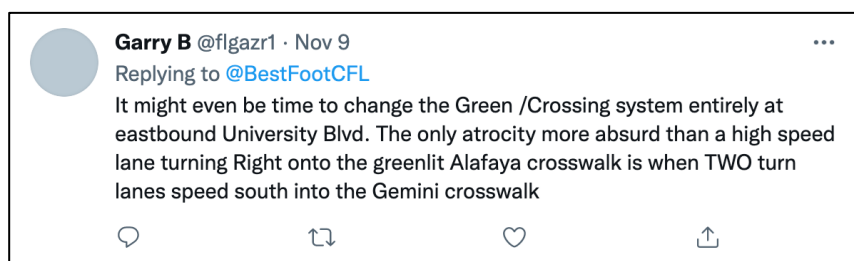 Garry B @flgazr1 · Nov 9
Replying to @BestFootCFL
It might even be time to change the Green /Crossing system entirely at
eastbound University Blvd. The only atrocity more absurd than a high speed
lane turning Right onto the greenlit Alafaya crosswalk is when TWO turn
lanes speed south into the Gemini crosswalk